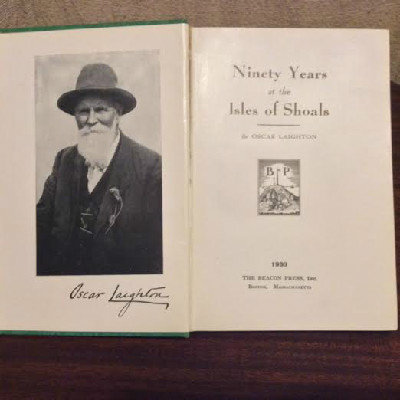 Oscar Laighton
Ninety Years
at the
Isles of Shoals
By OSCAR LAIGHTON
B P
1930
THE BEACON PRESS, INC.
BOSTON, MASSACHUSETTS